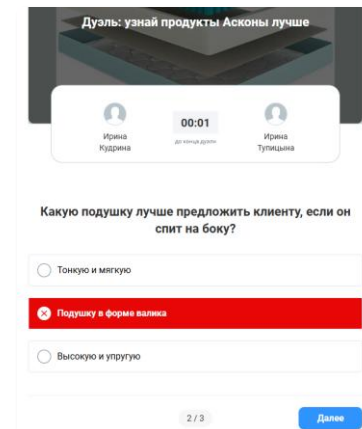 Дуэль: узнай продукты Асконы лучше
Ирина
Кудрина
00:01
до конца дуэли
Ирина
Тупицына
Какую подушку лучше предложить клиенту, если он
спит на боку?
Тонкую и мягкую
Подушку в форме валика
Высокую и упругую
2 / 3
Далее